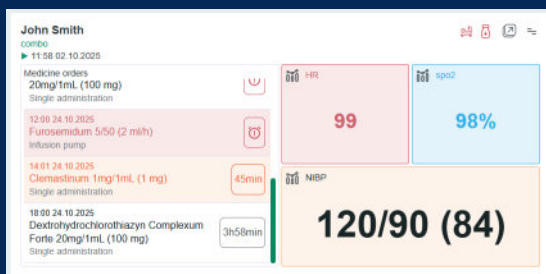 John Smith
combo
11:58 02.10.2025
Medicine orders
20mg/1mL (100 mg)
Single administration
12:00 24.10.2025
Furosemidum 5/50 (2 ml/h)
Infusion pump
14:01 24.10.2025
Clemastinum 1mg/1mL (1 mg)
Single administration
45min
18:00 24.10.2025
Dextrohydrochlorothiazyn Complexum
Forte 20mg/1mL (100 mg)
Single administration
3h58min
HR
99
spo2
98%
NIBP
120/90 (84)